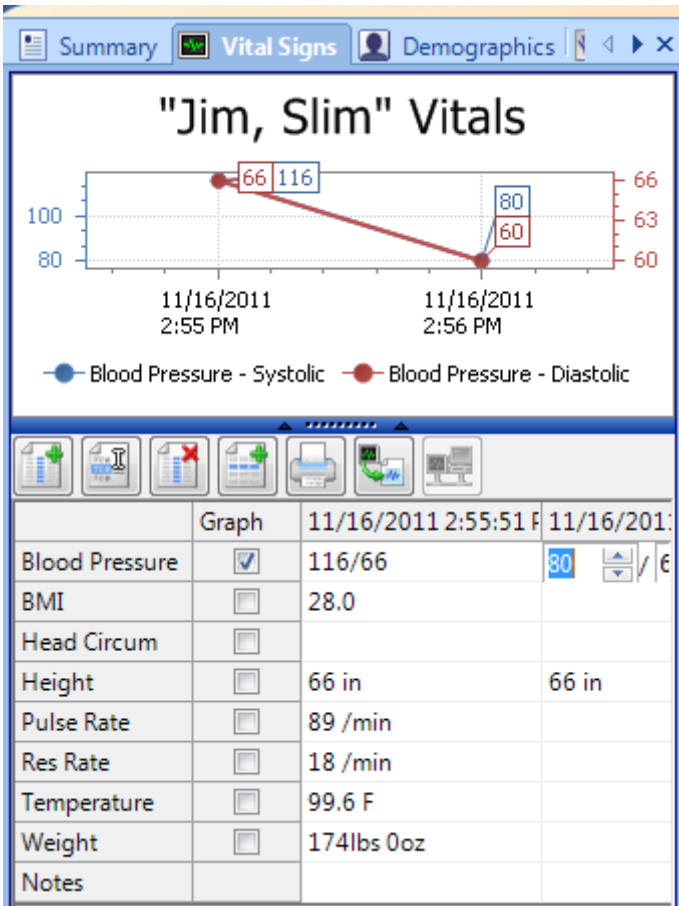 Summary Vital Signs Demographics
"Jim, Slim" Vitals
66 116 66
80
100 63
60
80 60
11/16/2011 11/16/2011
2:55 PM 2:56 PM
Blood Pressure - Systolic Blood Pressure - Diastolic
Graph 11/16/2011 2:55:51 P 11/16/2011
Blood Pressure 116/66 80 / 6
BMI 28.0
Head Circum
Height 66 in 66 in
Pulse Rate 89 /min
Res Rate 18 /min
Temperature 99.6 F
Weight 174lbs 0oz
Notes